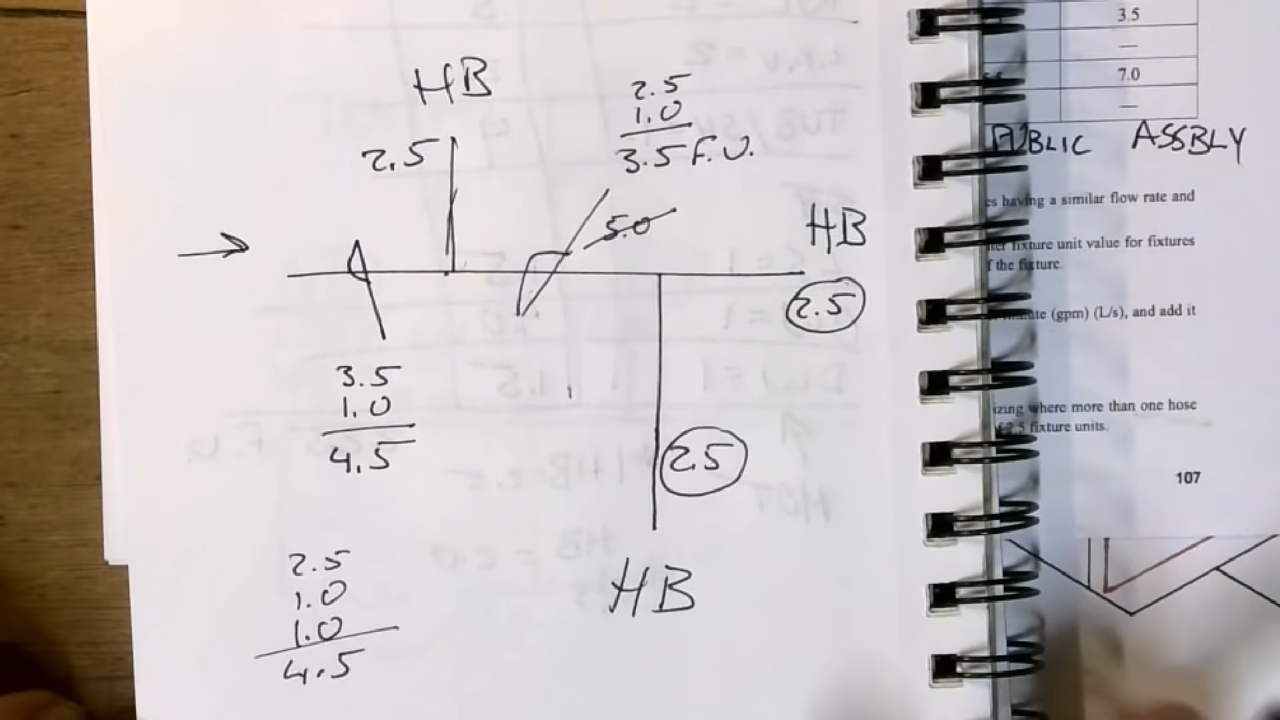 HB
2.5
2.5
1.0
3.5 F.U.
5.0
HB
2.5
3.5
1.0
4.5
2.5
HB
2.5
1.0
1.0
4.5
3.5
—
7.0
—
PUBLIC ASSBLY
es having a similar flow rate and
fixture unit value for fixtures
f the fixture.
(gpm) (L/s), and add it
izing where more than one hose
2.5 fixture units.
107